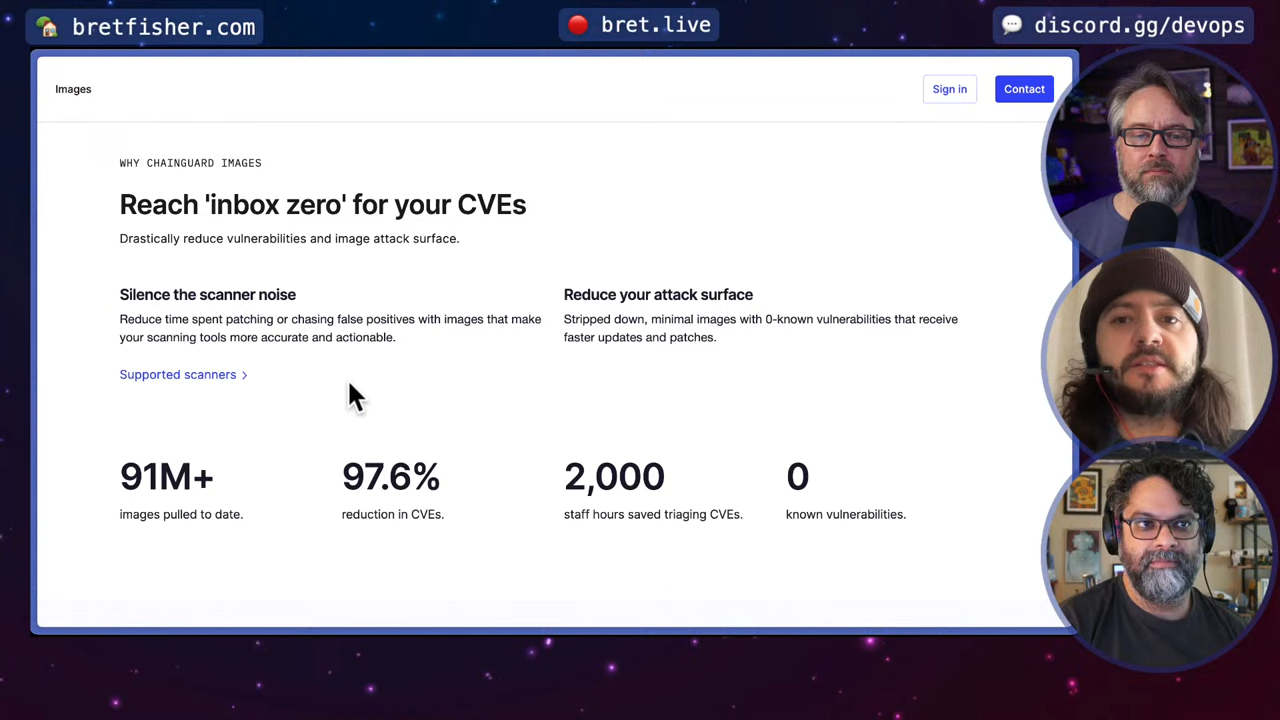 bretfisher.com
bret.live
discord.gg/devops
Images
Sign in
Contact
WHY CHAINGUARD IMAGES
Reach 'inbox zero' for your CVEs
Drastically reduce vulnerabilities and image attack surface.
Silence the scanner noise
Reduce time spent patching or chasing false positives with images that make
your scanning tools more accurate and actionable.
Supported scanners >
Reduce your attack surface
Stripped down, minimal images with 0-known vulnerabilities that receive
faster updates and patches.
91M+
images pulled to date.
97.6%
reduction in CVEs.
2,000
staff hours saved triaging CVEs.
0
known vulnerabilities.